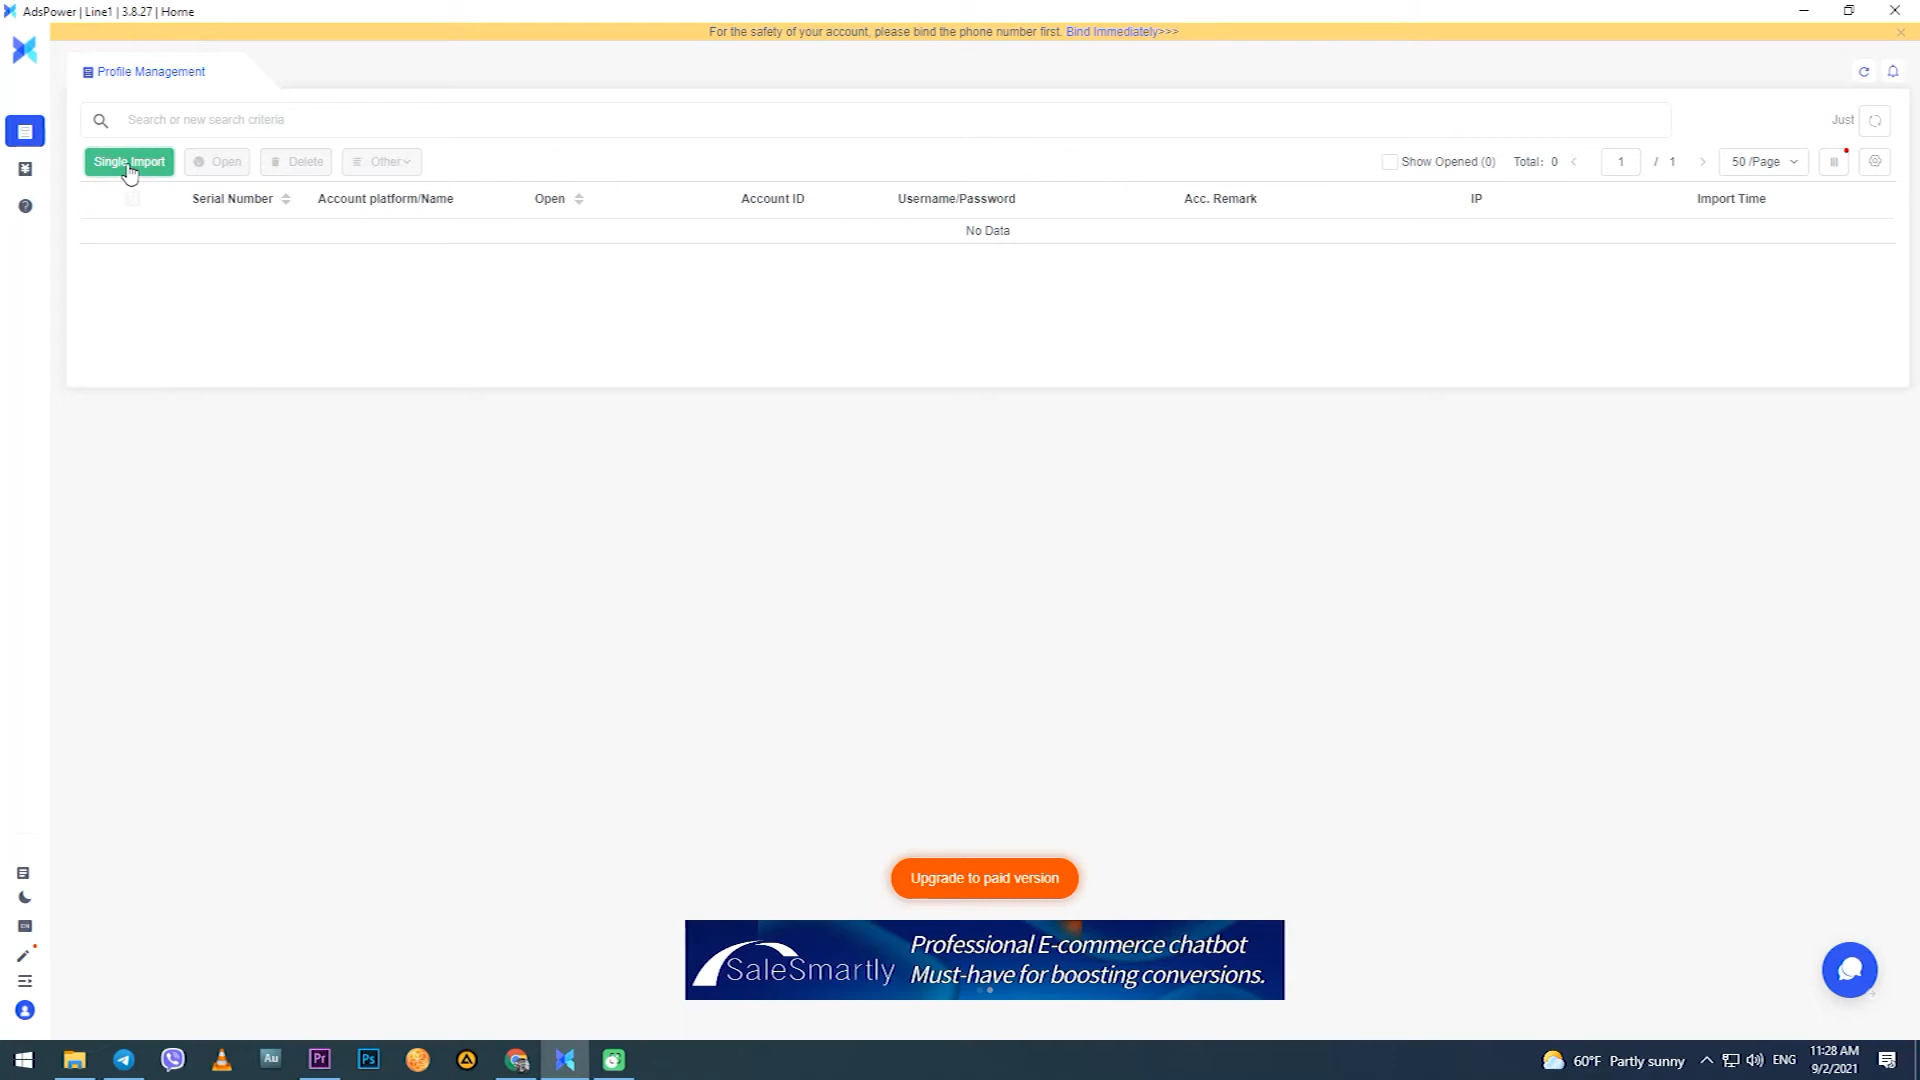 AdsPower | Line1 | 3.8.27 | Home
For the safety of your account, please bind the phone number first. Bind Immediately>>>
Profile Management
Search or new search criteria
Just
Single Import
Open
Delete
Other
Show Opened (0)
Total: 0
1 / 1
50 /Page
Serial Number
Account platform/Name
Open
Account ID
Username/Password
Acc. Remark
IP
Import Time
No Data
Upgrade to paid version
SaleSmartly
Professional E-commerce chatbot
Must-have for boosting conversions.
CN
Au
Pr
Ps
60°F Partly sunny
ENG
11:28 AM
9/2/2021